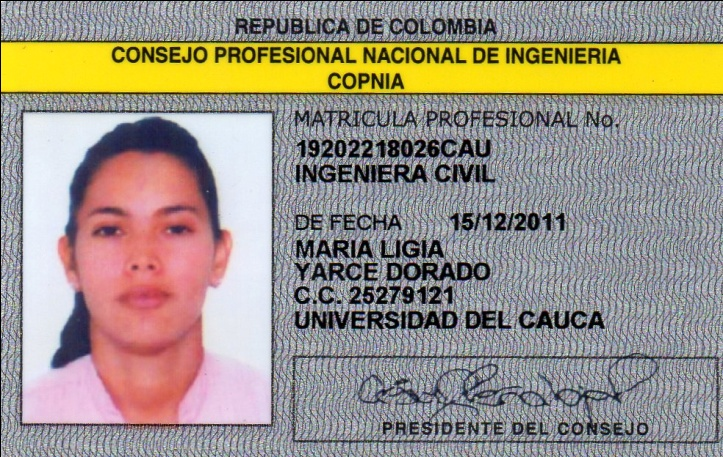 REPUBLICA DE COLOMBIA
CONSEJO PROFESIONAL NACIONAL DE INGENIERIA
COPNIA
MATRICULA PROFESIONAL No.
19202218026CAU
INGENIERA CIVIL
DE FECHA 15/12/2011
MARIA LIGIA
YARCE DORADO
C.C. 25279121
UNIVERSIDAD DEL CAUCA
PRESIDENTE DEL CONSEJO